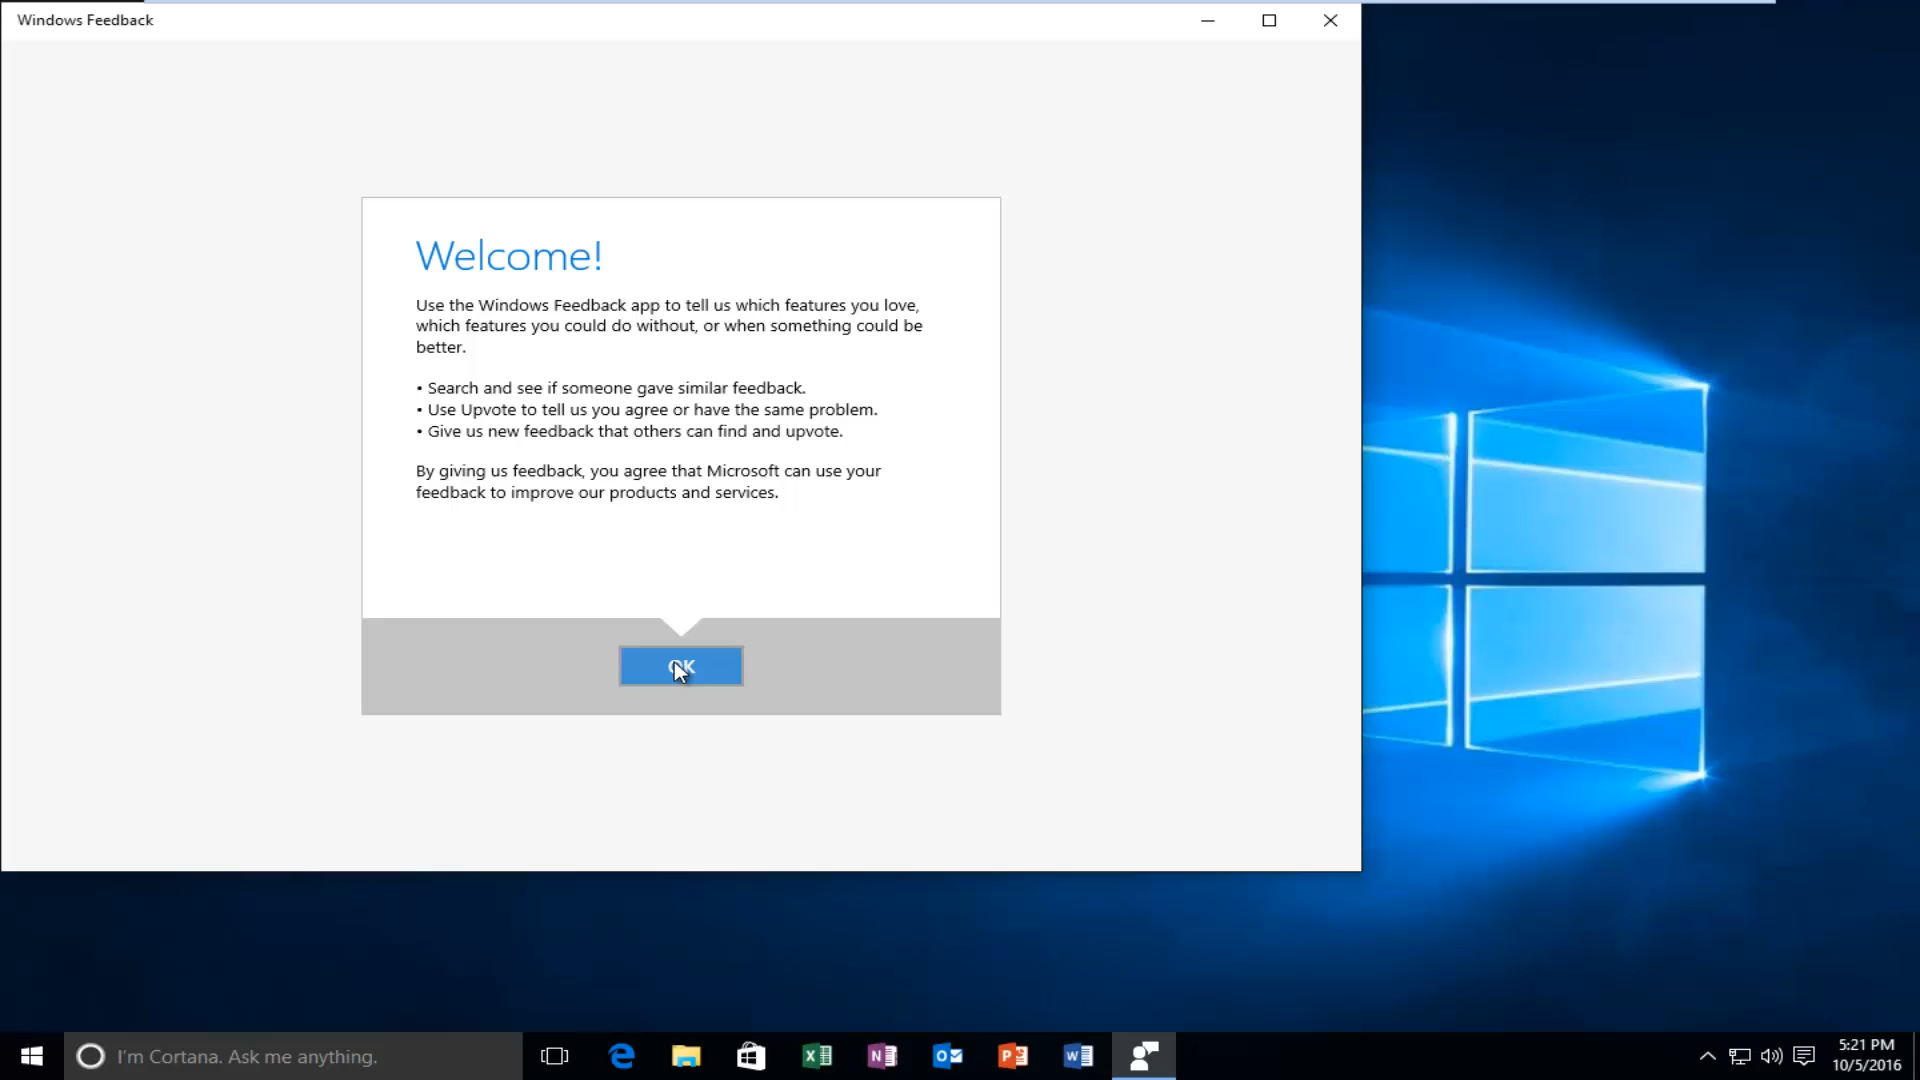 Windows Feedback
Welcome!
Use the Windows Feedback app to tell us which features you love,
which features you could do without, or when something could be
better.
• Search and see if someone gave similar feedback.
• Use Upvote to tell us you agree or have the same problem.
• Give us new feedback that others can find and upvote.
By giving us feedback, you agree that Microsoft can use your
feedback to improve our products and services.
OK
I'm Cortana. Ask me anything.
5:21 PM
10/5/2016